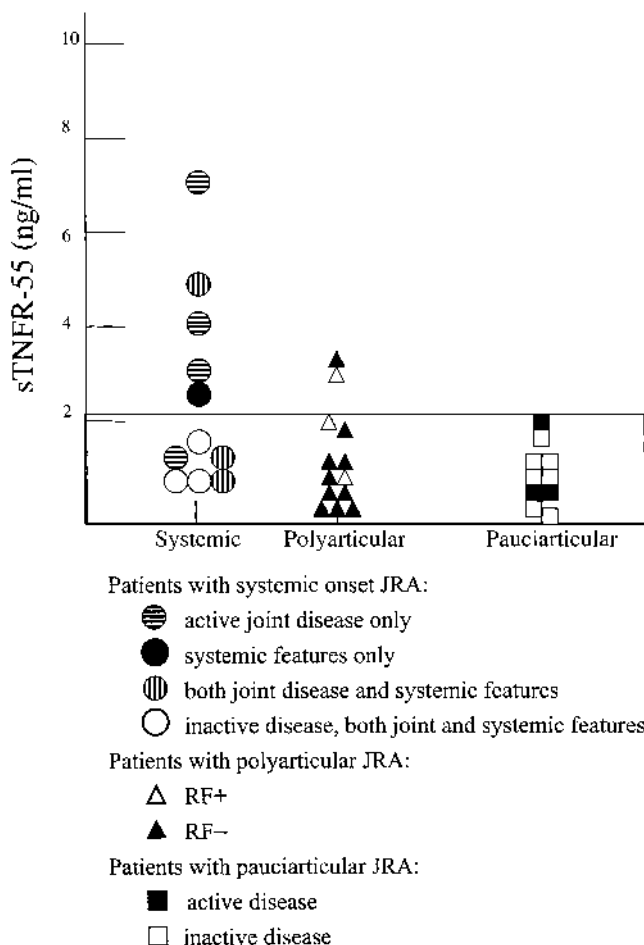 10
8
6
4
2
sTNFR-55 (ng/ml)
Systemic Polyarticular Pauciarticular
Patients with systemic onset JRA:
active joint disease only
systemic features only
both joint disease and systemic features
inactive disease, both joint and systemic features
Patients with polyarticular JRA:
RF+
RF−
Patients with pauciarticular JRA:
active disease
inactive disease